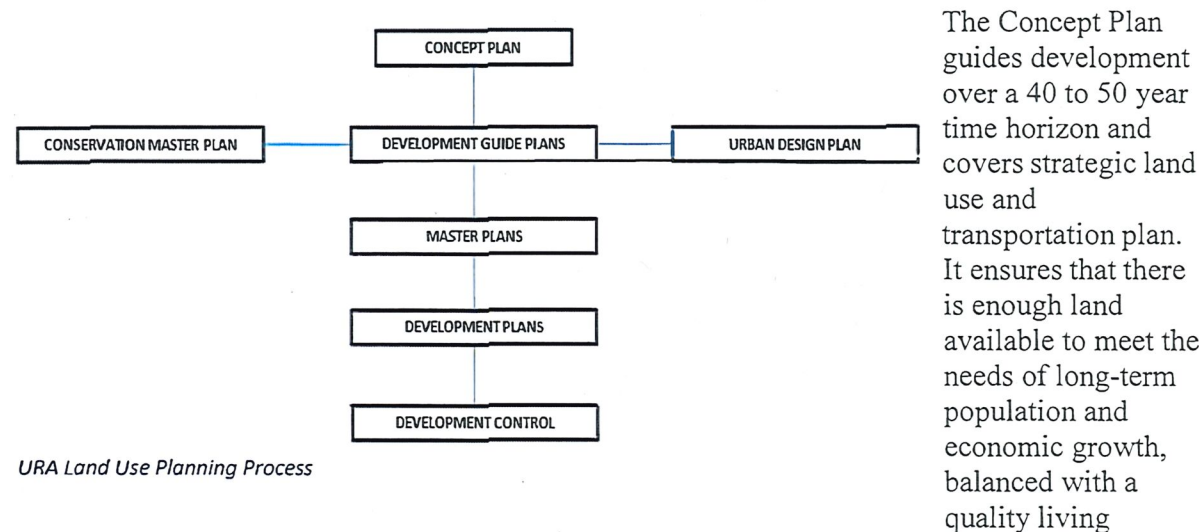 CONCEPT PLAN
CONSERVATION MASTER PLAN
DEVELOPMENT GUIDE PLANS
URBAN DESIGN PLAN
MASTER PLANS
DEVELOPMENT PLANS
DEVELOPMENT CONTROL
URA Land Use Planning Process
The Concept Plan
guides development
over a 40 to 50 year
time horizon and
covers strategic land
use and
transportation plan.
It ensures that there
is enough land
available to meet the
needs of long-term
population and
economic growth,
balanced with a
quality living